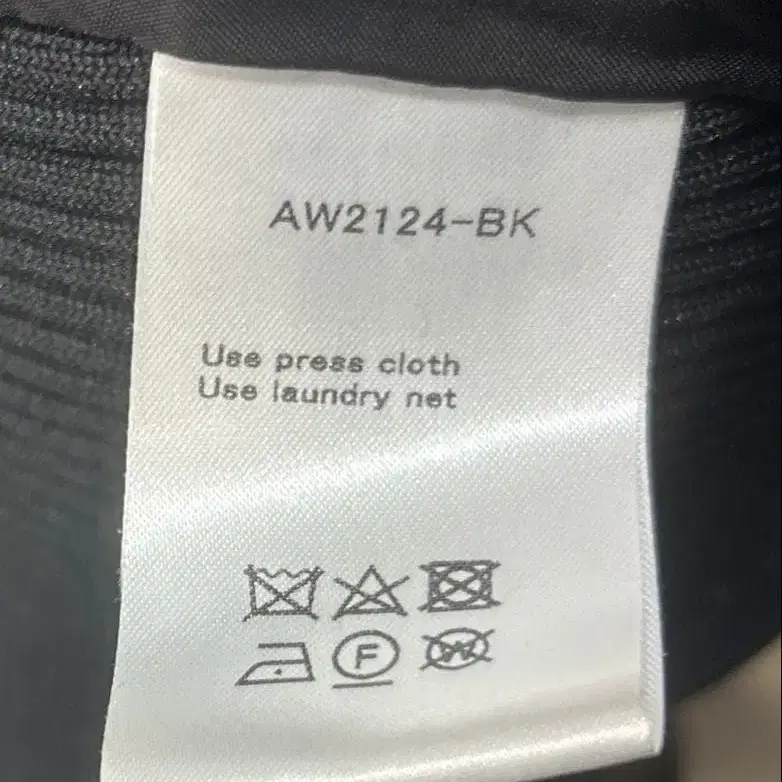 AW2124-BK
Use press cloth
Use laundry net
F
W